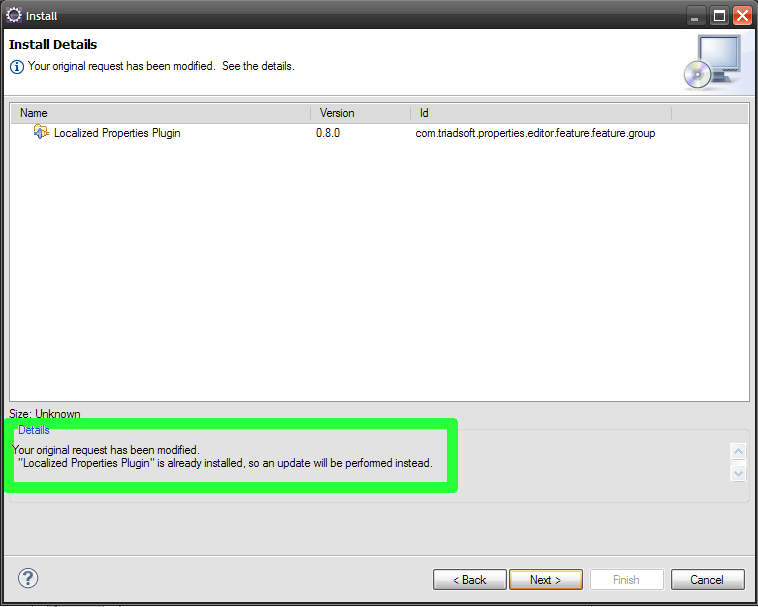 Install
Install Details
Your original request has been modified. See the details.
Name Version Id
Localized Properties Plugin 0.8.0 com.triadsoft.properties.editor.feature.feature.group
Size: Unknown
Details
Your original request has been modified.
"Localized Properties Plugin" is already installed, so an update will be performed instead.
? < Back Next > Finish Cancel